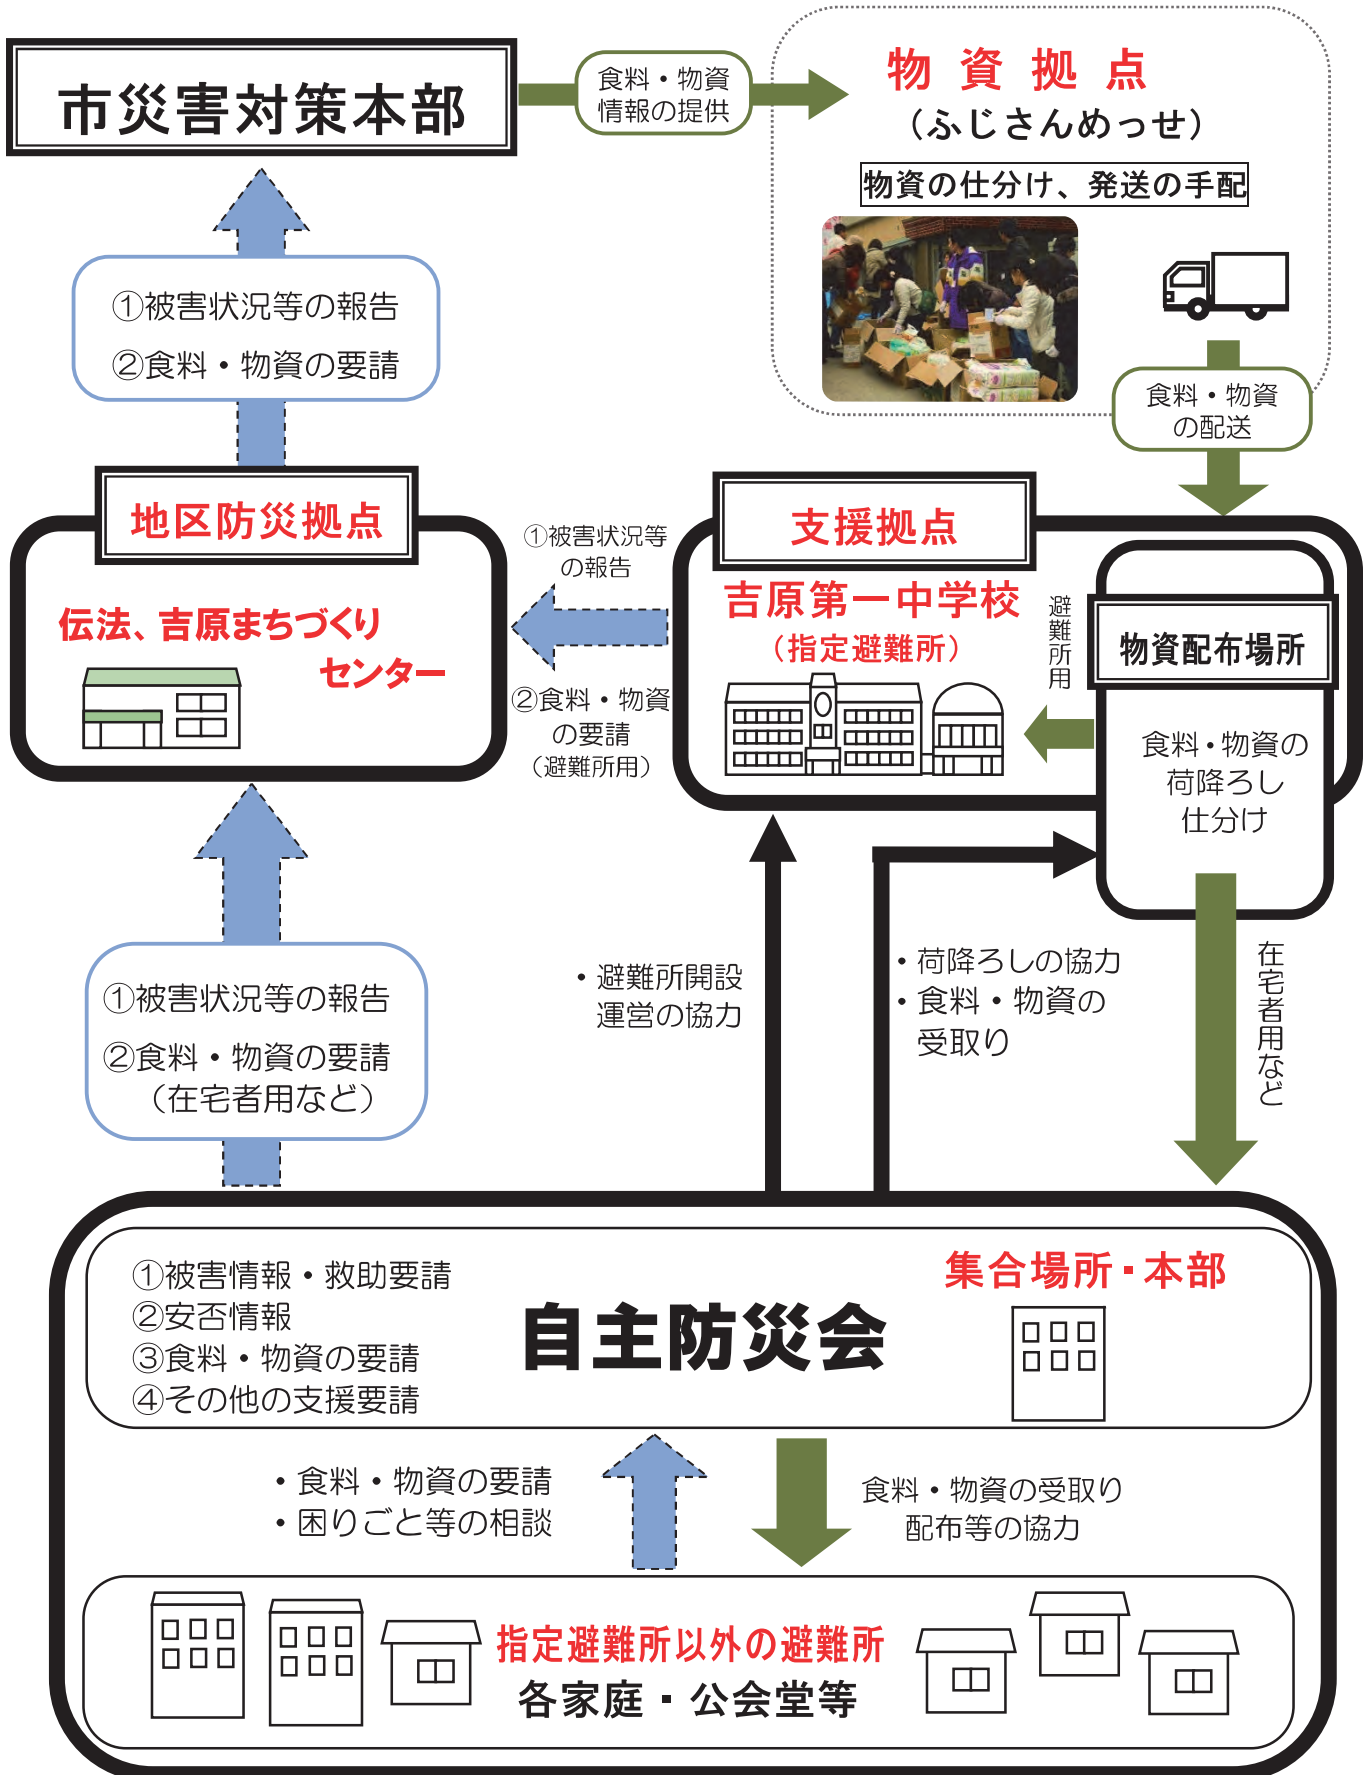 市災害対策本部
食料・物資
情報の提供
物資拠点
（ふじさんめっせ）
物資の仕分け、発送の手配
食料・物資
の配送
①被害状況等の報告
②食料・物資の要請
地区防災拠点
伝法、吉原まちづくり
センター
①被害状況等
の報告
②食料・物資
の要請
（避難所用）
支援拠点
吉原第一中学校
（指定避難所）
避難所用
物資配布場所
食料・物資の
荷降ろし
仕分け
①被害状況等の報告
②食料・物資の要請
（在宅者用など）
・避難所開設
運営の協力
・荷降ろしの協力
・食料・物資の
受取り
在宅者用など
①被害情報・救助要請
②安否情報
③食料・物資の要請
④その他の支援要請
自主防災会
集合場所・本部
・食料・物資の要請
・困りごと等の相談
食料・物資の受取り
配布等の協力
指定避難所以外の避難所
各家庭・公会堂等